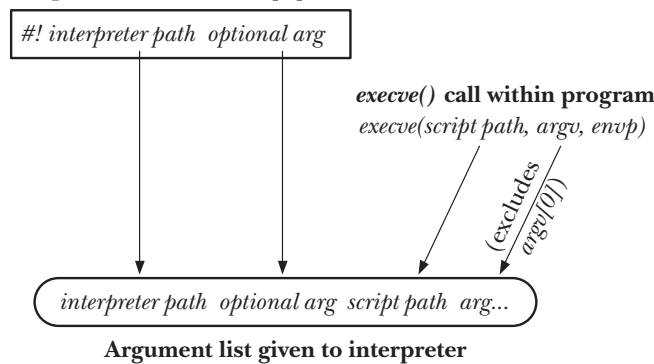 #! interpreter path optional arg
execve() call within program
execve(script path, argv, envp)
(excludes
argv[0])
interpreter path optional arg script path arg...
Argument list given to interpreter